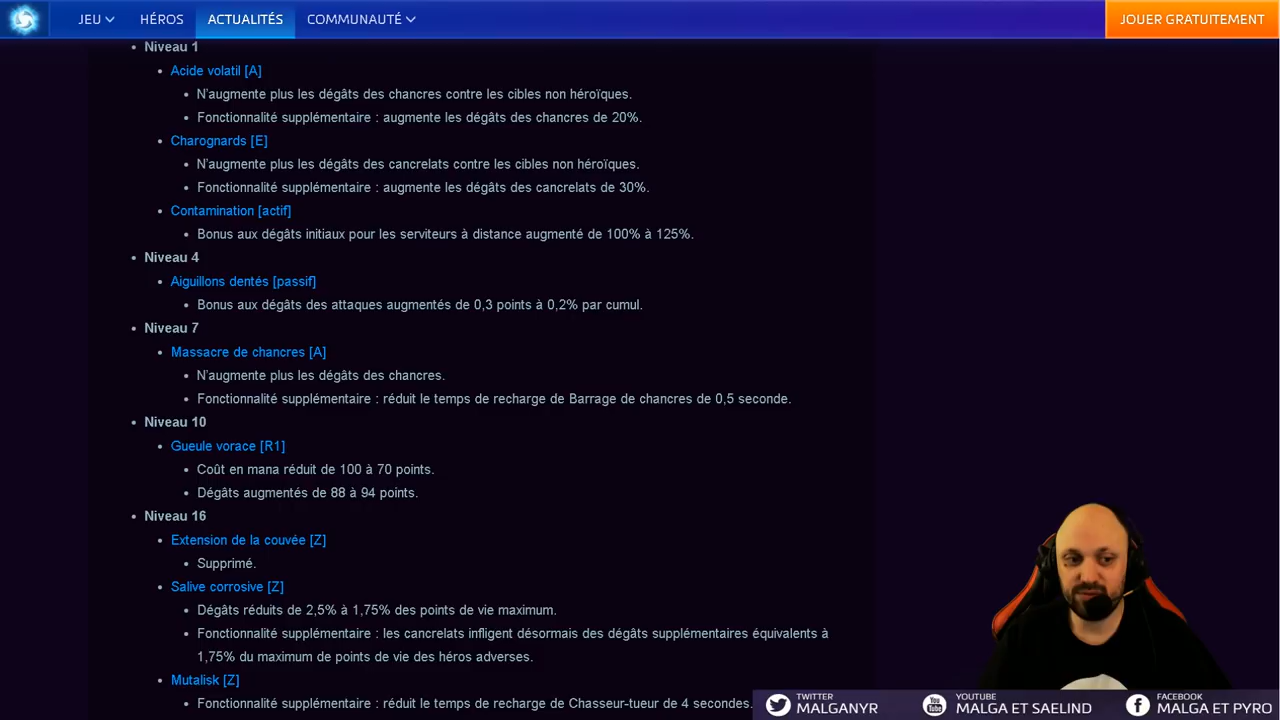 JEU HÉROS ACTUALITÉS COMMUNAUTÉ JOUER GRATUITEMENT
Niveau 1
Acide volatil [A]
N'augmente plus les dégâts des chancres contre les cibles non héroïques.
Fonctionnalité supplémentaire : augmente les dégâts des chancres de 20%.
Charognards [E]
N'augmente plus les dégâts des cancrelats contre les cibles non héroïques.
Fonctionnalité supplémentaire : augmente les dégâts des cancrelats de 30%.
Contamination [actif]
Bonus aux dégâts initiaux pour les serviteurs à distance augmenté de 100% à 125%.
Niveau 4
Aiguillons dentés [passif]
Bonus aux dégâts des attaques augmentés de 0,3 points à 0,2% par cumul.
Niveau 7
Massacre de chancres [A]
N'augmente plus les dégâts des chancres.
Fonctionnalité supplémentaire : réduit le temps de recharge de Barrage de chancres de 0,5 seconde.
Niveau 10
Gueule vorace [R1]
Coût en mana réduit de 100 à 70 points.
Dégâts augmentés de 88 à 94 points.
Niveau 16
Extension de la couvée [Z]
Supprimé.
Salive corrosive [Z]
Dégâts réduits de 2,5% à 1,75% des points de vie maximum.
Fonctionnalité supplémentaire : les cancrelats infligent désormais des dégâts supplémentaires équivalents à
1,75% du maximum de points de vie des héros adverses.
Mutalisk [Z]
Fonctionnalité supplémentaire : réduit le temps de recharge de Chasseur-tueur de 4 secondes.
TWITTER
MALGANYR
YOUTUBE
MALGA ET SAELIND
FACEBOOK
MALGA ET PYRO